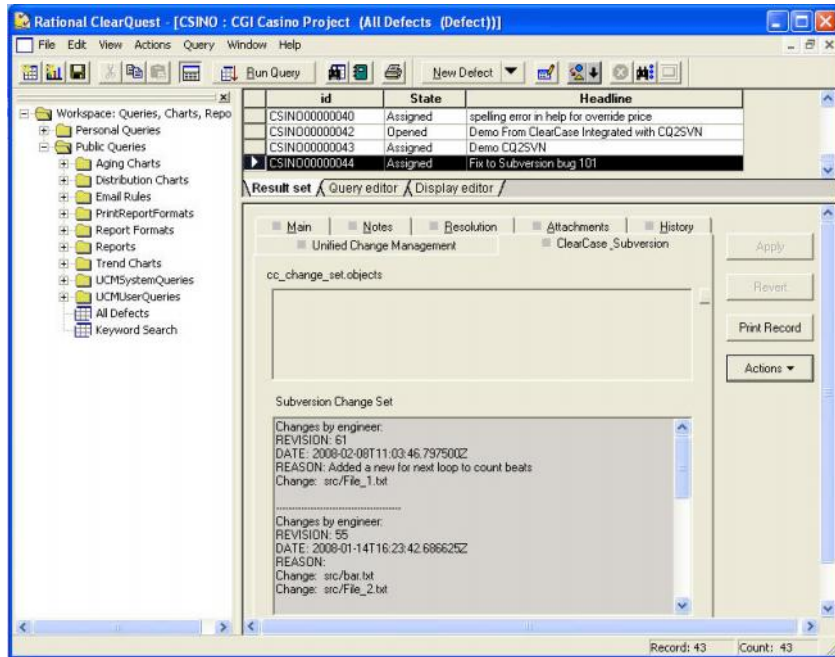 Rational ClearQuest - [CSINO : CGI Casino Project (All Defects (Defect))]
File Edit View Actions Query Window Help
Run Query New Defect
Workspace: Queries, Charts, Repo
Personal Queries
Public Queries
Aging Charts
Distribution Charts
Email Rules
PrintReportFormats
Report Formats
Reports
Trend Charts
UCMSystemQueries
UCMUserQueries
All Defects
Keyword Search
id State Headline
CSINO00000040 Assigned spelling error in help for override price
CSINO00000042 Opened Demo From ClearCase Integrated with CQ2SVN
CSINO00000043 Assigned Demo CQ2SVN
CSINO00000044 Assigned Fix to Subversion bug 101
Result set Query editor Display editor
Main Notes Resolution Attachments History
Unified Change Management ClearCase_Subversion
cc_change_set.objects
Apply
Revert
Print Record
Actions
Subversion Change Set
Changes by engineer:
REVISION: 61
DATE: 2008-02-08T11:03:46.797500Z
REASON: Added a new for next loop to count beats
Change: src/File_1.txt
----------------------------------------
Changes by engineer:
REVISION: 55
DATE: 2008-01-14T16:23:42.686625Z
REASON:
Change: src/bar.txt
Change: src/File_2.txt
Record: 43 Count: 43